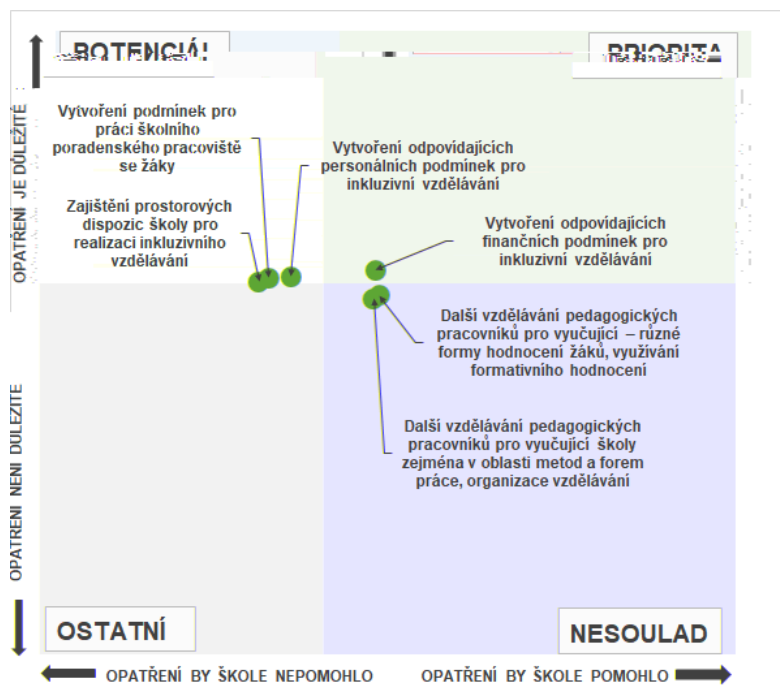 POTENCIÁL
PRIORITA
OPATŘENÍ JE DŮLEŽITÉ
Vytvoření podmínek pro
práci školního
poradenského pracoviště
se žáky
Vytvoření odpovídajících
personálních podmínek pro
inkluzivní vzdělávání
Zajištění prostorových
dispozic školy pro
realizaci inkluzivního
vzdělávání
Vytvoření odpovídajících
finančních podmínek pro
inkluzivní vzdělávání
Další vzdělávání pedagogických
pracovníků pro vyučující – různé
formy hodnocení žáků, využívání
formativního hodnocení
Další vzdělávání pedagogických
pracovníků pro vyučující školy
zejména v oblasti metod a forem
práce, organizace vzdělávání
OPATŘENÍ NENÍ DŮLEŽITÉ
OSTATNÍ
NESOULAD
OPATŘENÍ BY ŠKOLE NEPOMOHLO
OPATŘENÍ BY ŠKOLE POMOHLO